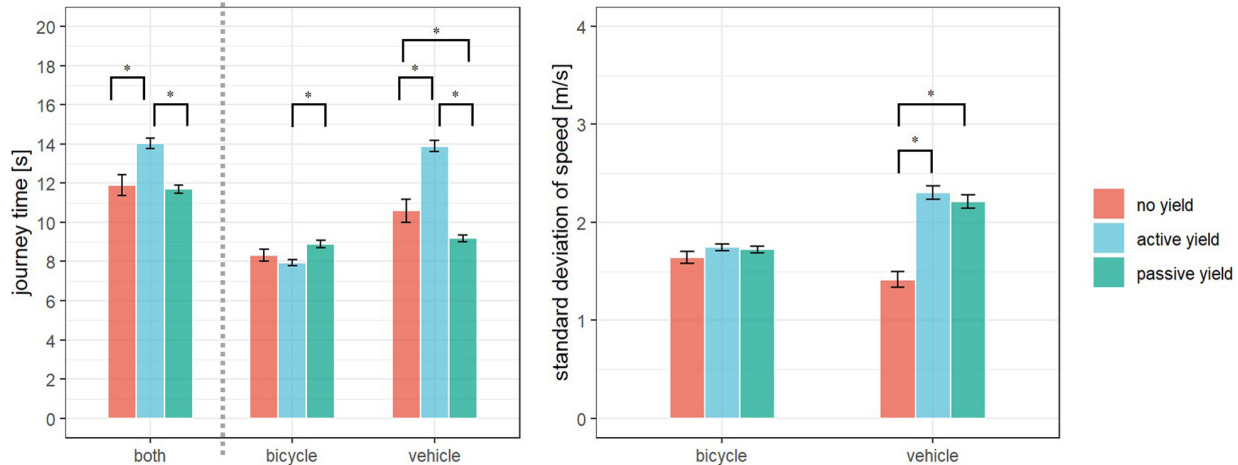 journey time [s]
20
18
16
14
12
10
8
6
4
2
0
*
*
*
*
*
*
both
bicycle
vehicle
standard deviation of speed [m/s]
4
3
2
1
0
*
*
bicycle
vehicle
no yield
active yield
passive yield